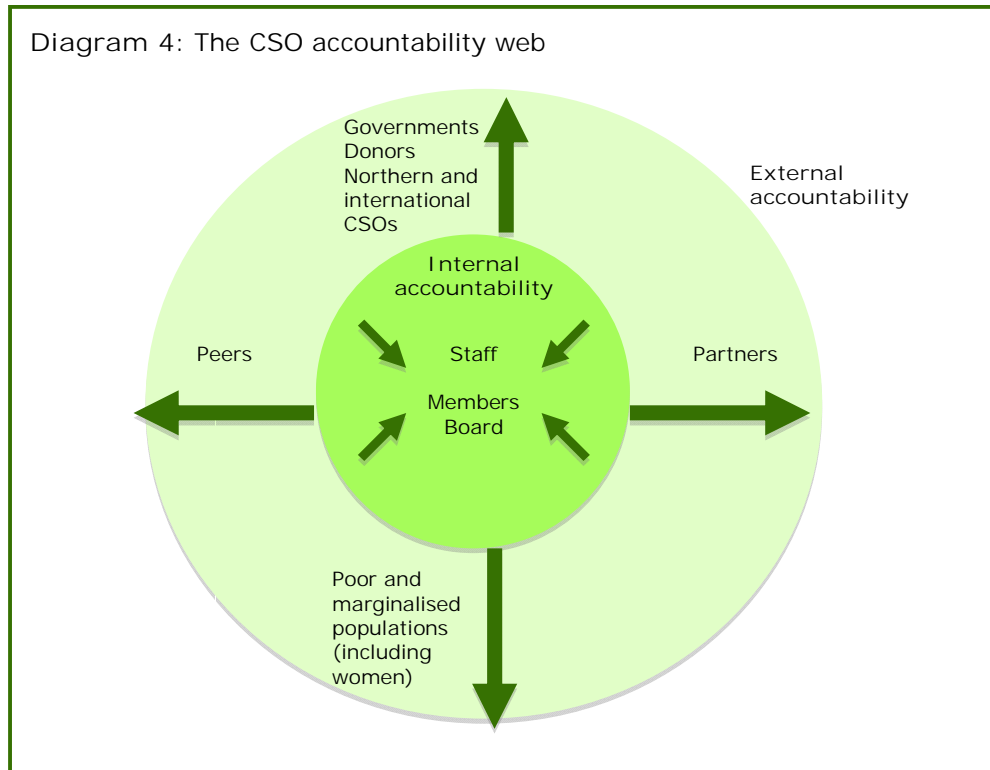 Diagram 4: The CSO accountability web
Governments
Donors
Northern and
international
CSOs
External
accountability
Internal
accountability
Peers
Staff
Partners
Members
Board
Poor and
marginalised
populations
(including
women)